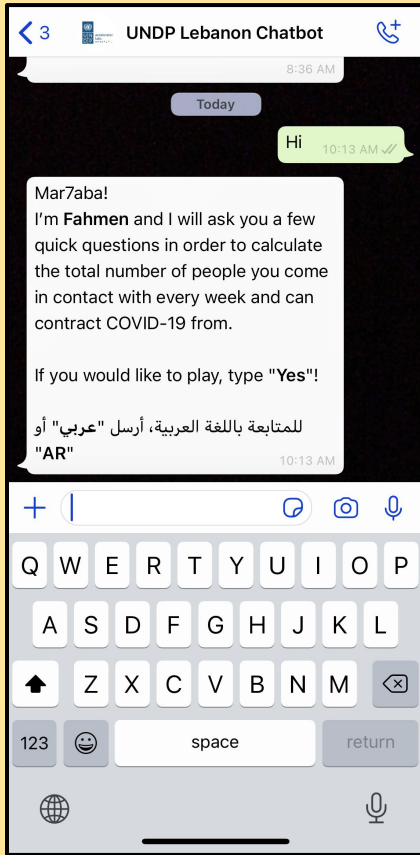 3
UNDP Lebanon Chatbot
8:36 AM
Today
Hi
10:13 AM
Mar7aba!
I'm Fahmen and I will ask you a few
quick questions in order to calculate
the total number of people you come
in contact with every week and can
contract COVID-19 from.
If you would like to play, type "Yes"!
للمتابعة باللغة العربية، أرسل "عربي" أو
"AR"
10:13 AM
Q W E R T Y U I O P
A S D F G H J K L
Z X C V B N M
123 space return